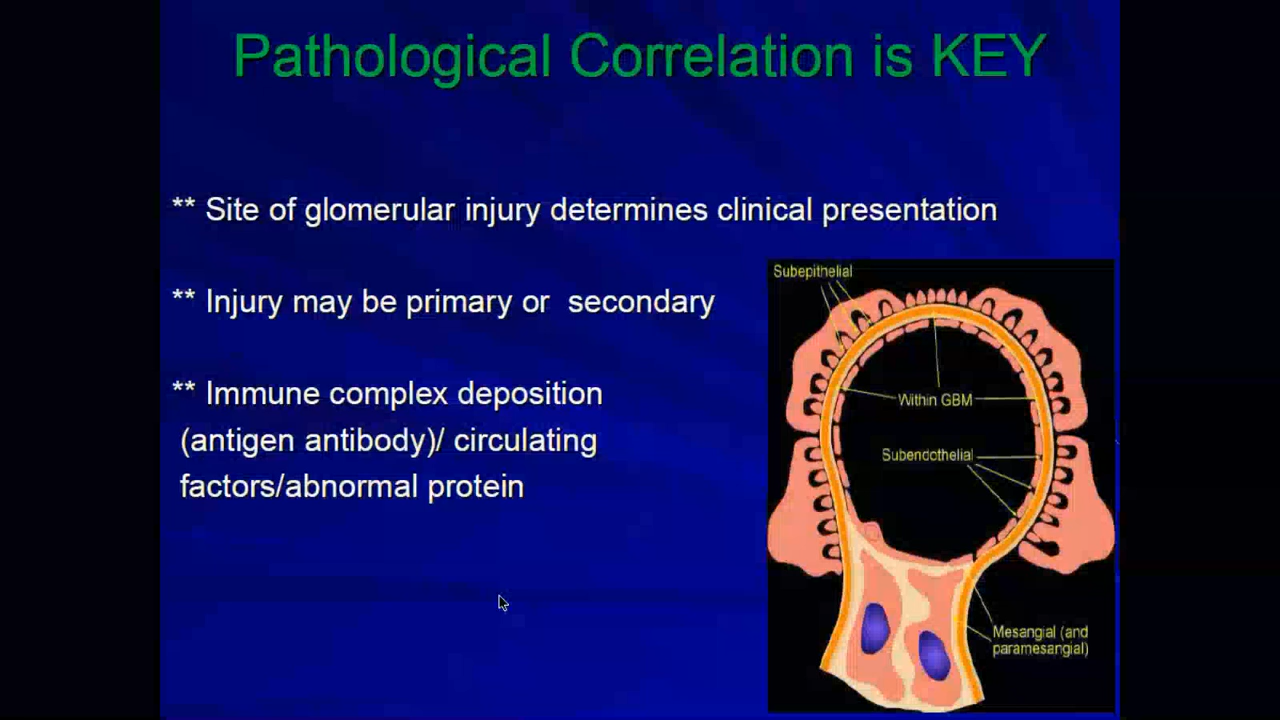 Pathological Correlation is KEY
** Site of glomerular injury determines clinical presentation
** Injury may be primary or  secondary
** Immune complex deposition
(antigen antibody)/ circulating
factors/abnormal protein
Subepithelial
Within GBM
Subendothelial
Mesangial (and
paramesangial)